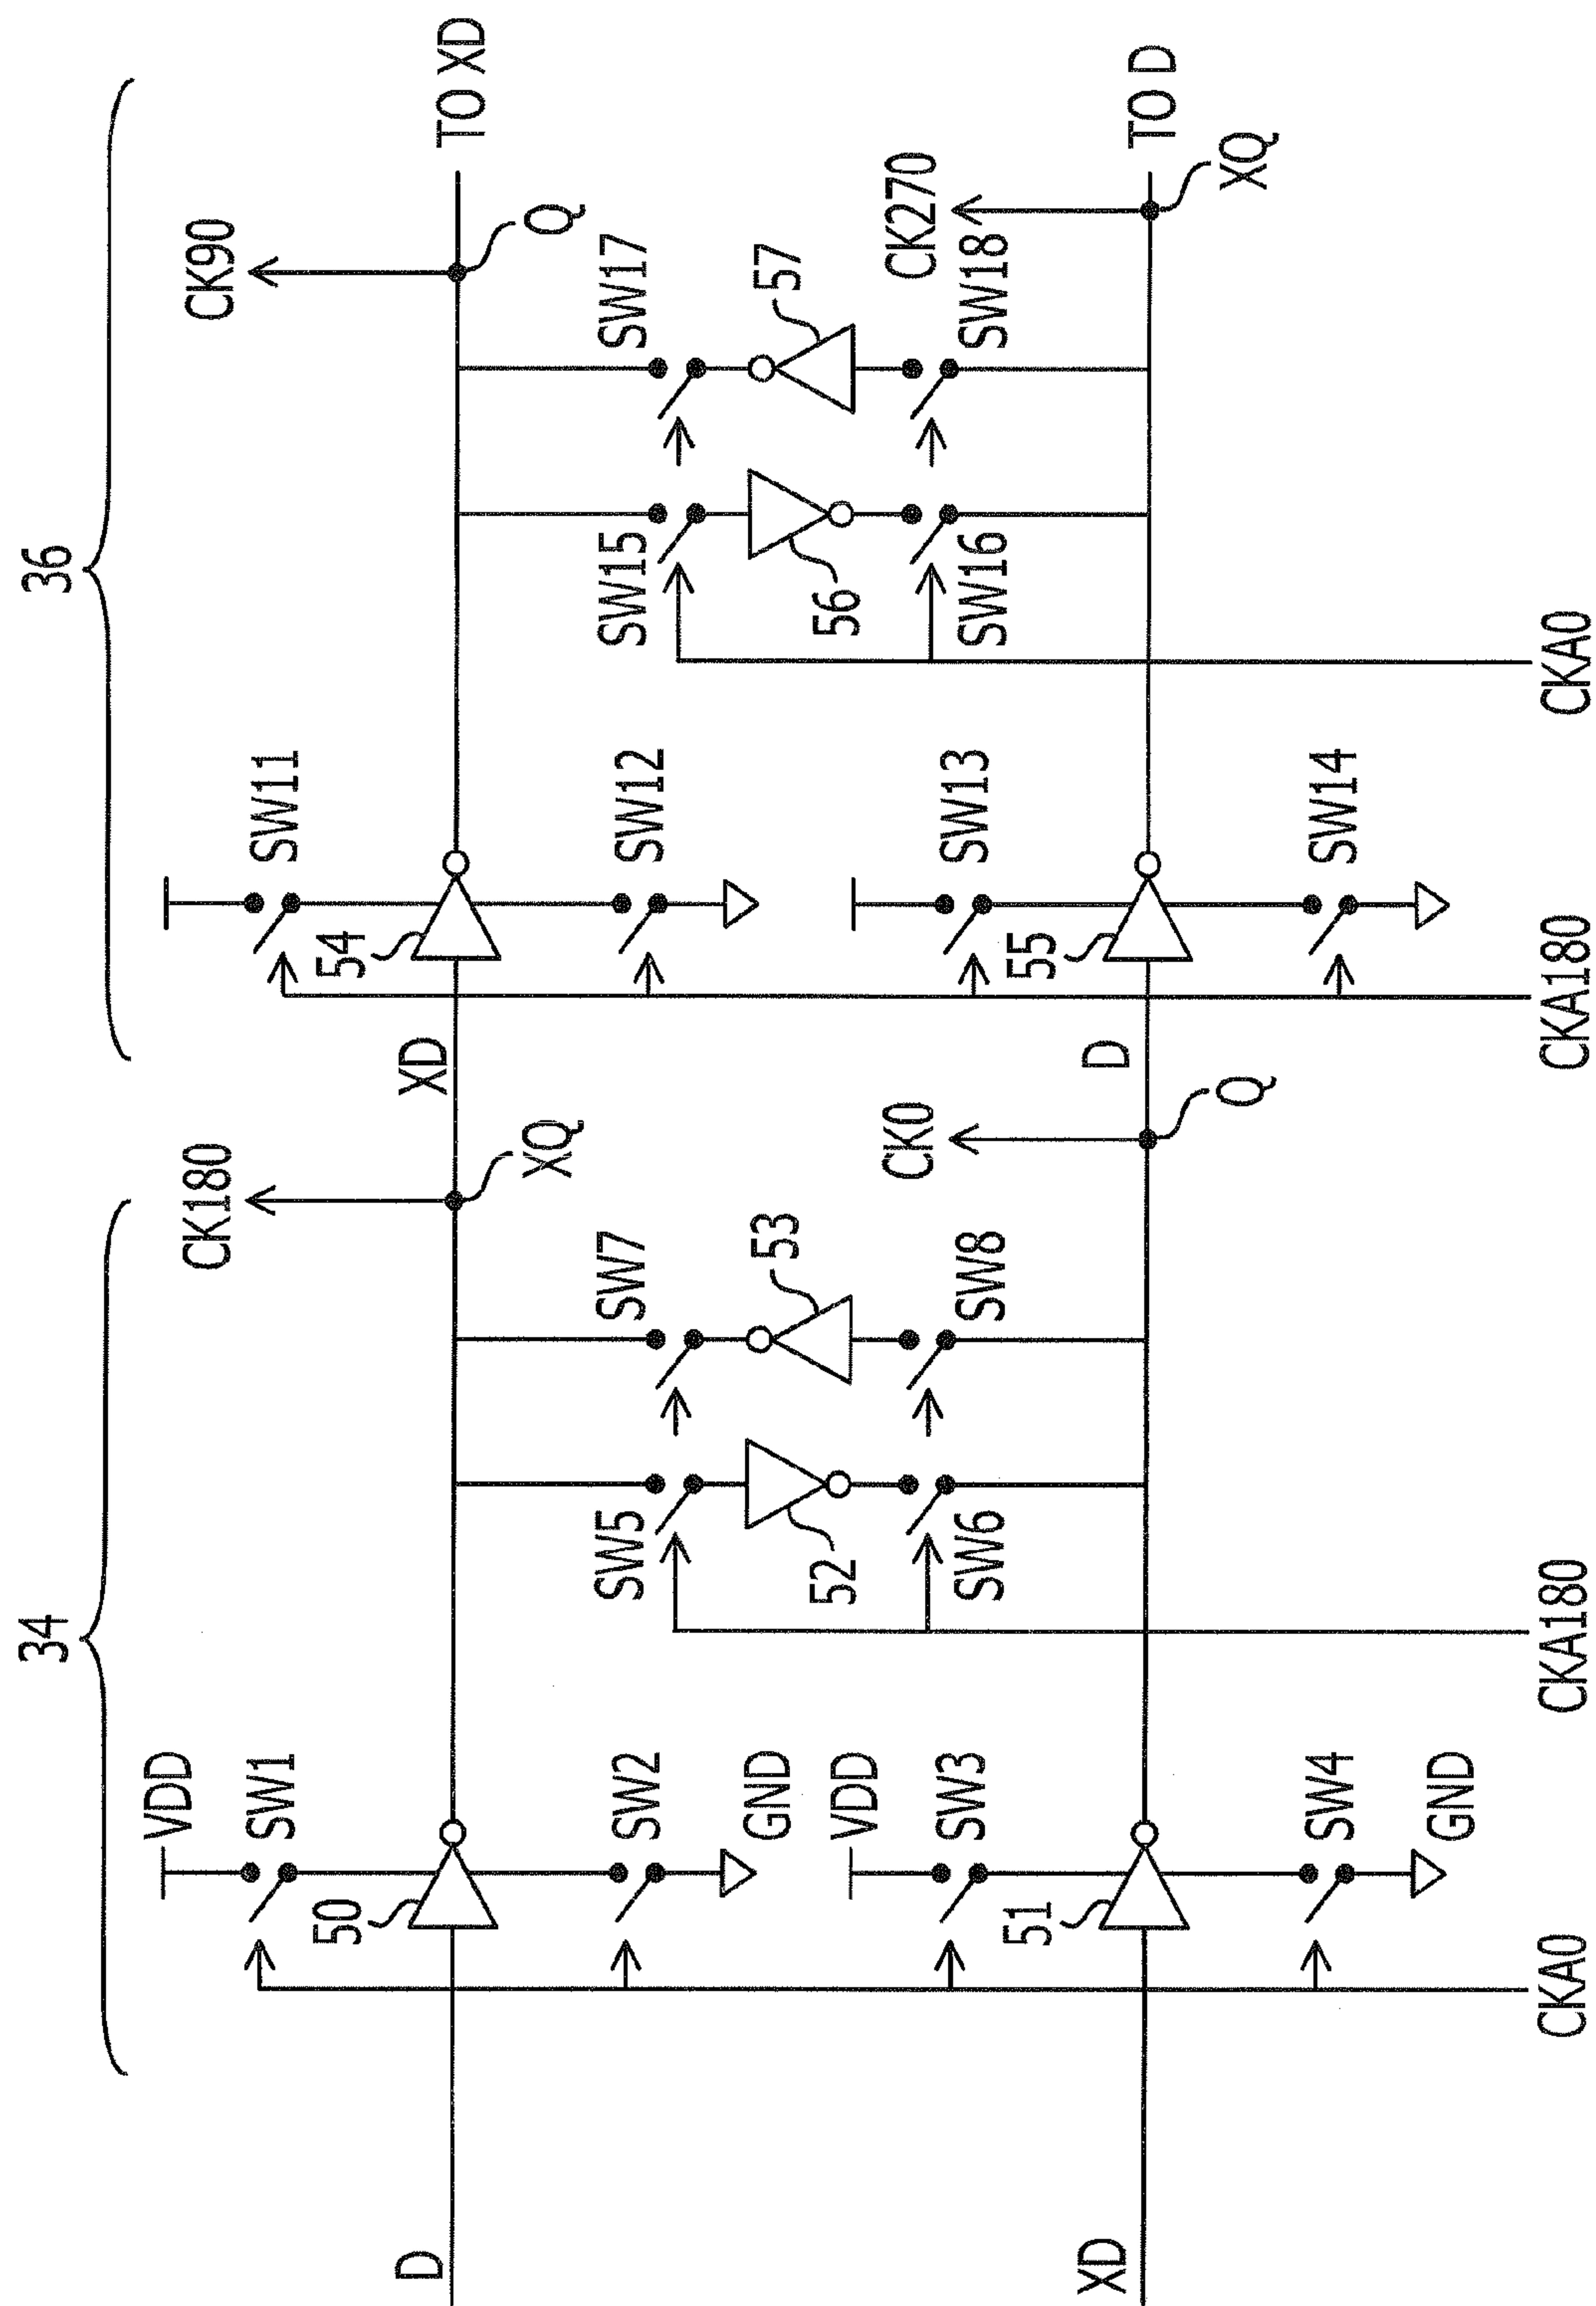 34
36
VDD
SW1
CK180
SW11
CK90
50
54
D
XD
TO XD
XQ
Q
SW2
SW5
SW7
SW12
SW15
SW17
GND
52
53
56
57
VDD
SW3
SW6
SW8
CK0
SW13
SW16
SW18
CK270
51
55
XD
D
TO D
Q
XQ
SW4
SW14
GND
CKA0
CKA180
CKA180
CKA0